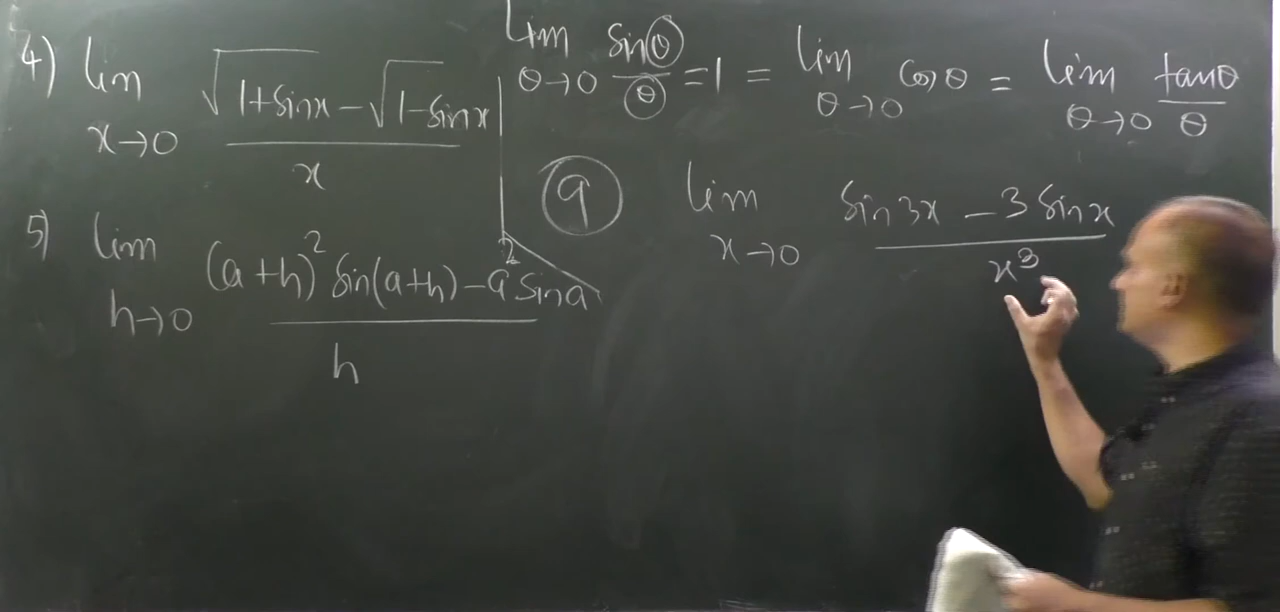 lim θ→0 sinθ/θ = 1 = lim θ→0 cosθ = lim θ→0 tanθ/θ
4) lim x→0 (√(1+sinx) − √(1−sinx))/x
9 lim x→0 (sin3x − 3sinx)/x³
5) lim h→0 ((a+h)² sin(a+h) − a² sina)/h